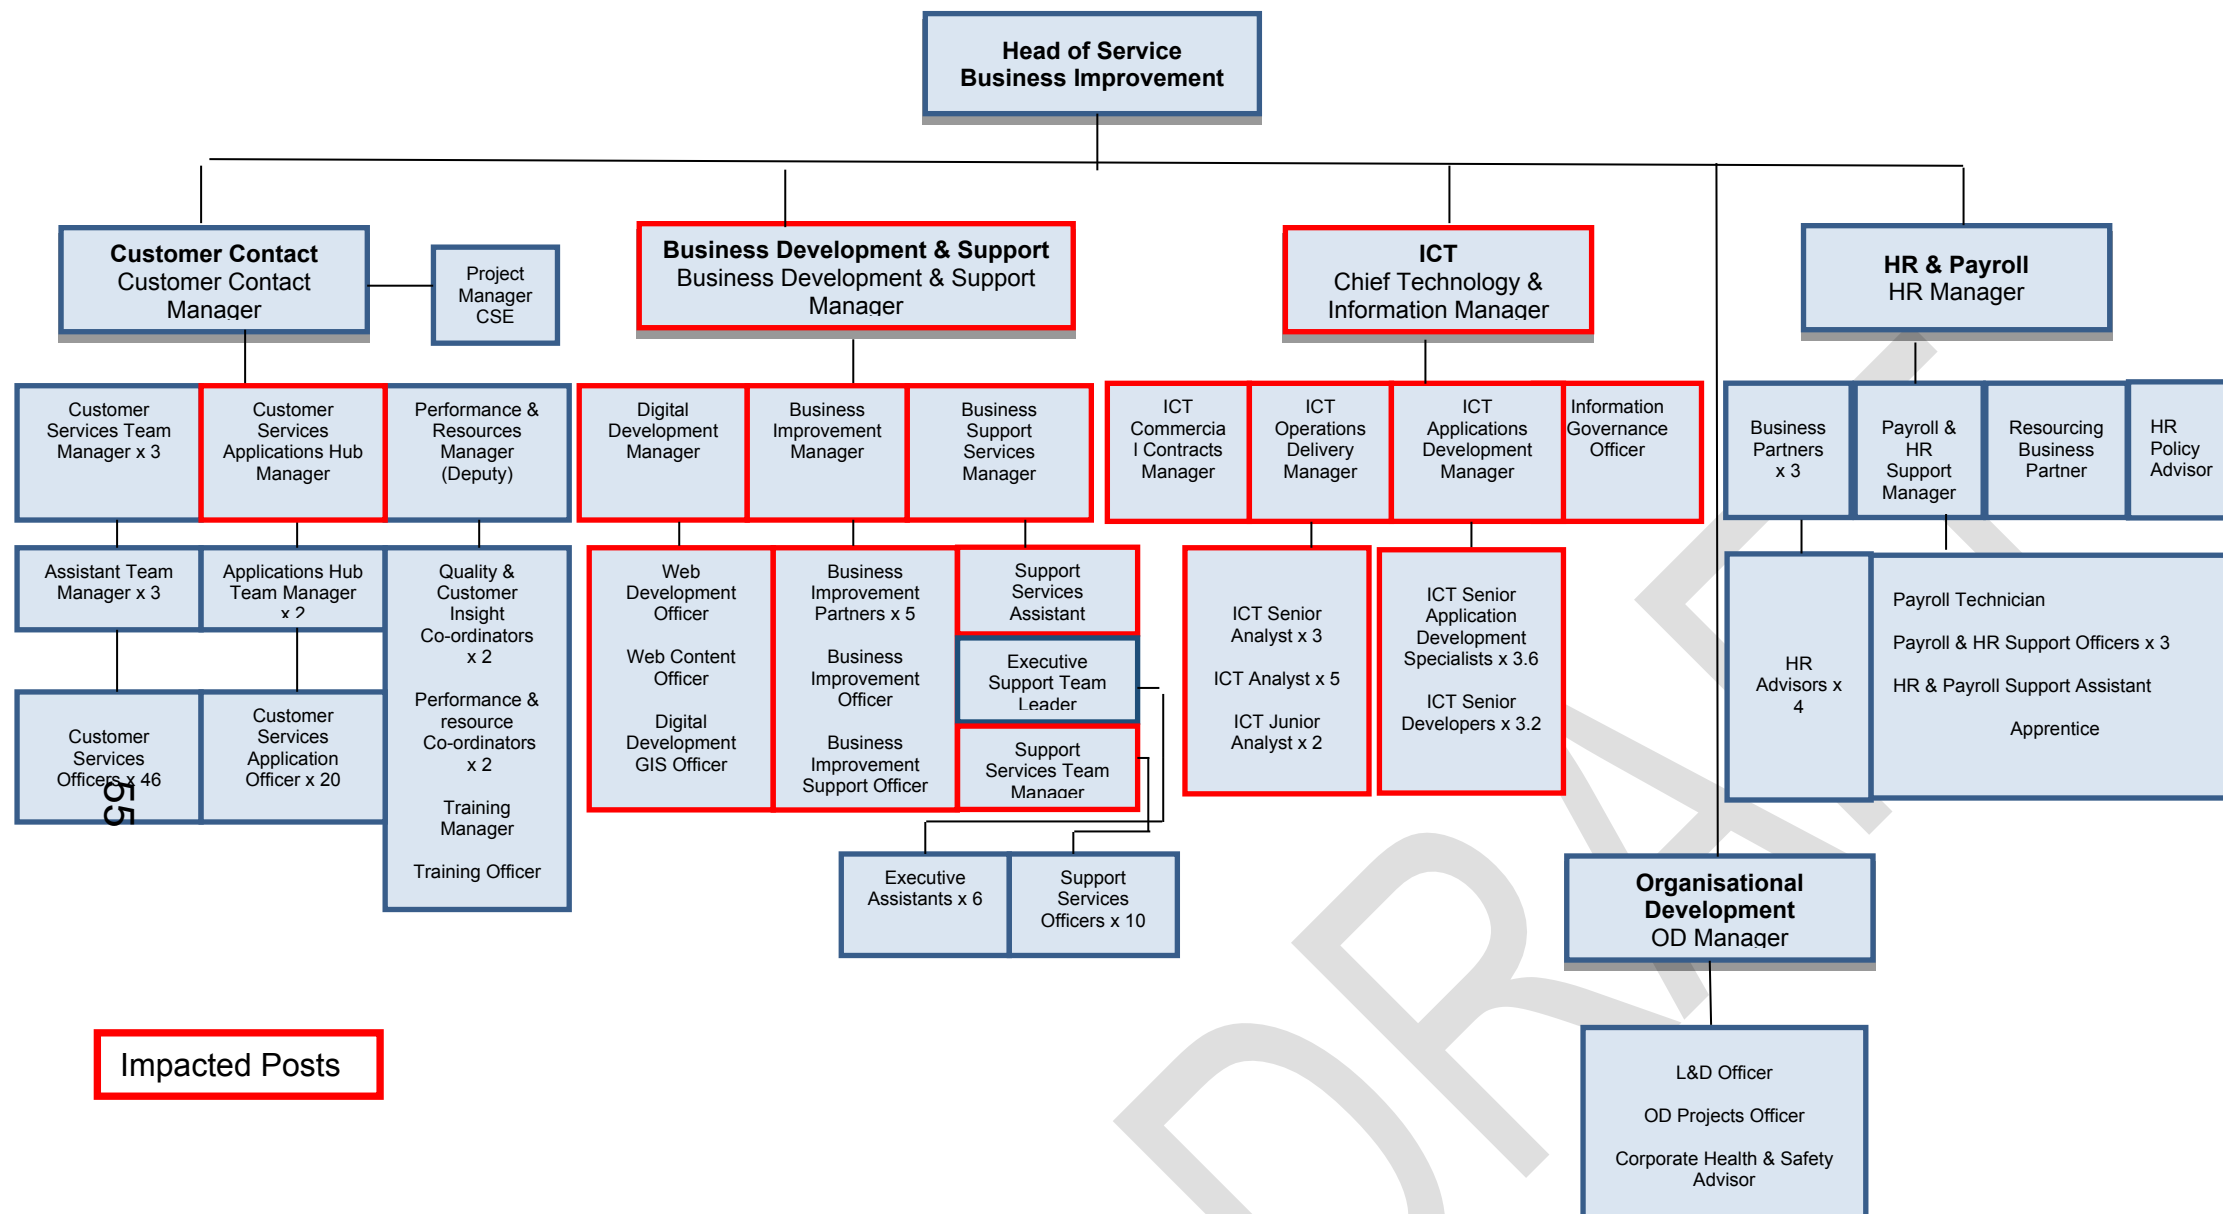 Head of Service
Business Improvement
Customer Contact
Customer Contact
Manager
Project
Manager
CSE
Business Development & Support
Business Development & Support
Manager
ICT
Chief Technology &
Information Manager
HR & Payroll
HR Manager
Customer
Services Team
Manager x 3
Customer
Services
Applications Hub
Manager
Performance &
Resources
Manager
(Deputy)
Digital
Development
Manager
Business
Improvement
Manager
Business
Support
Services
Manager
ICT
Commercia
l Contracts
Manager
ICT
Operations
Delivery
Manager
ICT
Applications
Development
Manager
Information
Governance
Officer
Business
Partners
x 3
Payroll &
HR
Support
Manager
Resourcing
Business
Partner
HR
Policy
Advisor
Assistant Team
Manager x 3
Applications Hub
Team Manager
x 2
Quality &
Customer
Insight
Co-ordinators
x 2
Performance &
resource
Co-ordinators
x 2
Training
Manager
Training Officer
Web
Development
Officer
Web Content
Officer
Digital
Development
GIS Officer
Business
Improvement
Partners x 5
Business
Improvement
Officer
Business
Improvement
Support Officer
Support
Services
Assistant
Executive
Support Team
Leader
Support
Services Team
Manager
ICT Senior
Analyst x 3
ICT Analyst x 5
ICT Junior
Analyst x 2
ICT Senior
Application
Development
Specialists x 3.6
ICT Senior
Developers x 3.2
HR
Advisors x
4
Payroll Technician
Payroll & HR Support Officers x 3
HR & Payroll Support Assistant
Apprentice
Customer
Services
Officers x 46
55
Customer
Services
Application
Officer x 20
Executive
Assistants x 6
Support
Services
Officers x 10
Organisational
Development
OD Manager
L&D Officer
OD Projects Officer
Corporate Health & Safety
Advisor
Impacted Posts
DRAFT